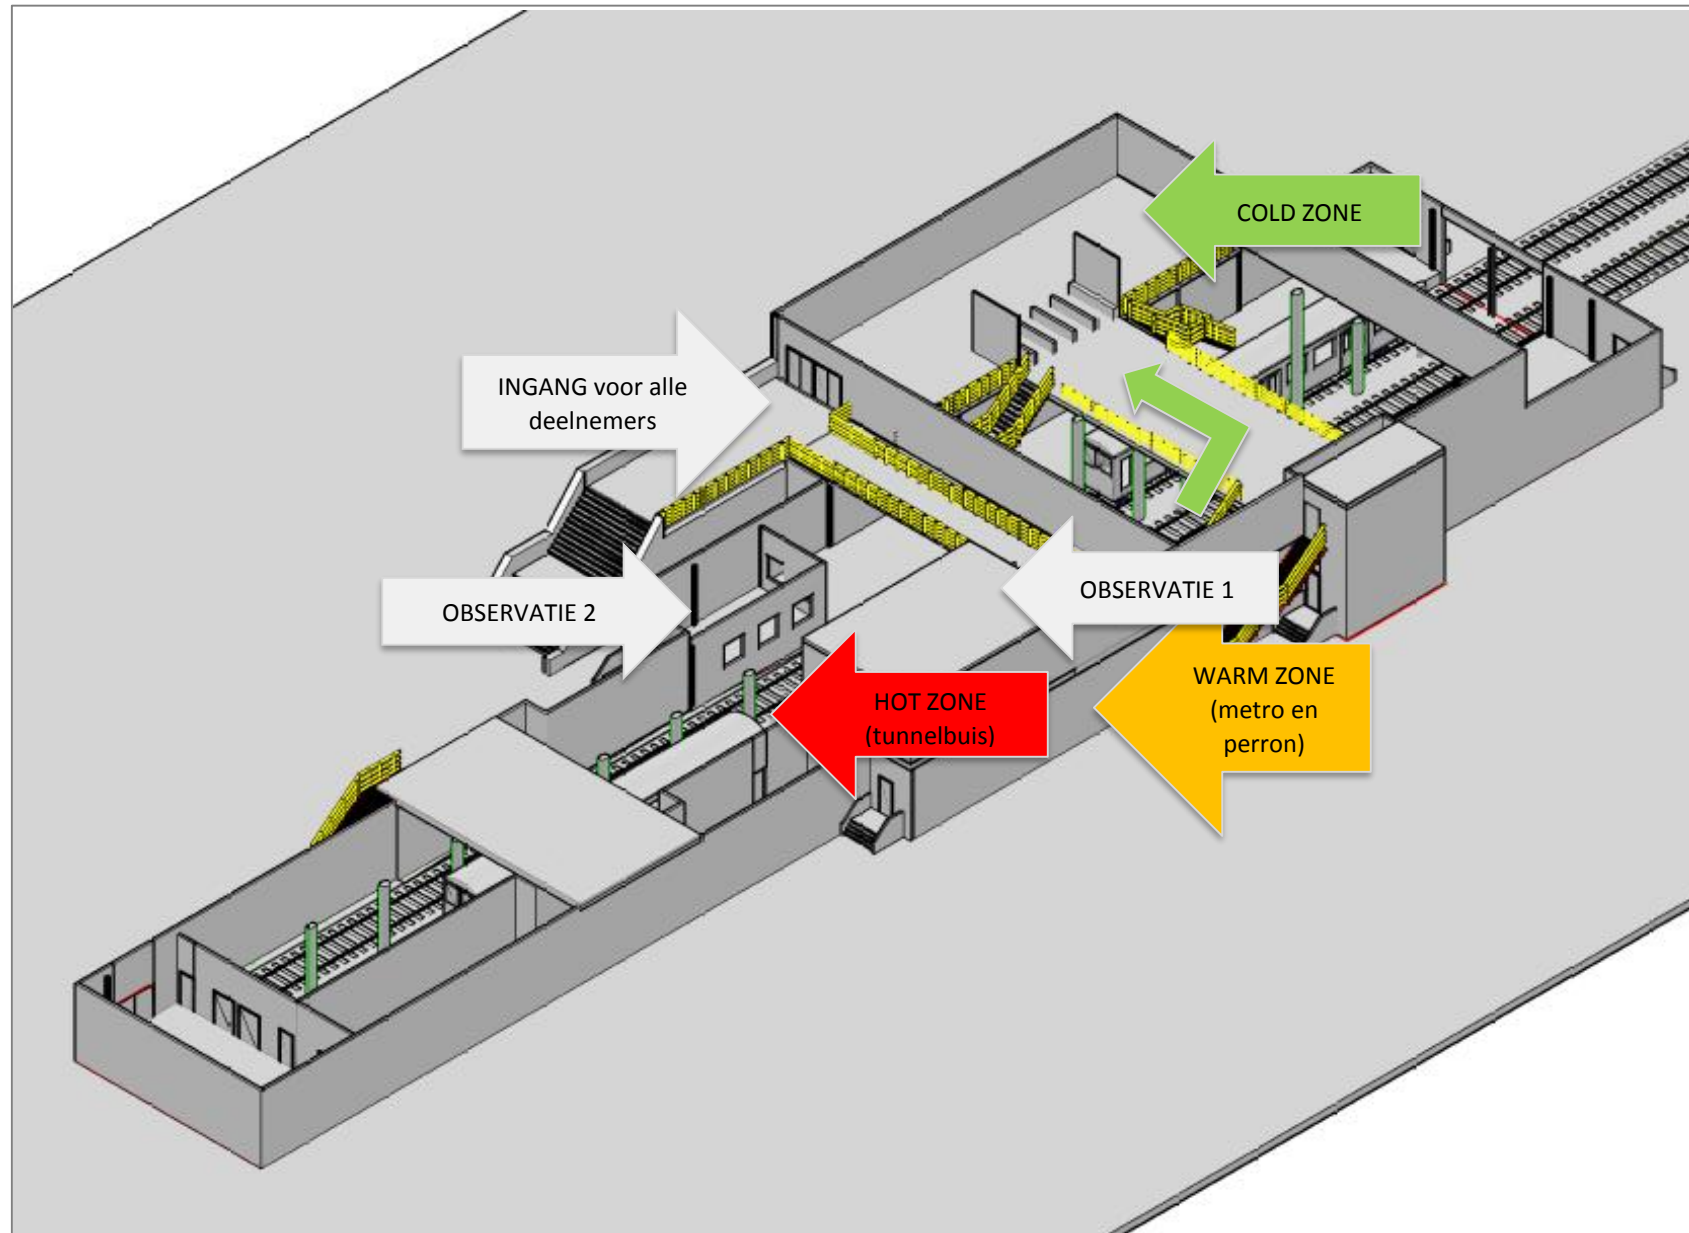 COLD ZONE
INGANG voor alle
deelnemers
OBSERVATIE 1
OBSERVATIE 2
WARM ZONE
(metro en
perron)
HOT ZONE
(tunnelbuis)